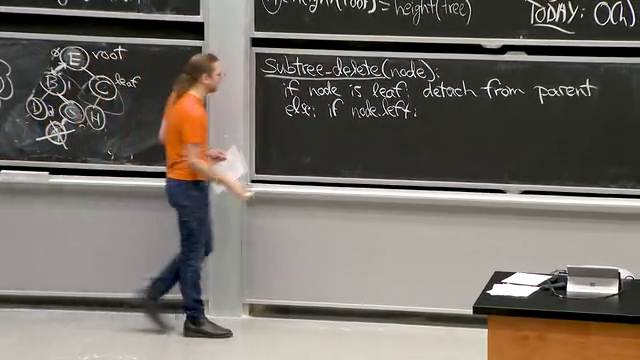 height(root) = height(tree)
TODAY: O(h)
E root
B C leaf
D G H
Subtree_delete(node):
if node is leaf: detach from parent
else: if node.left: